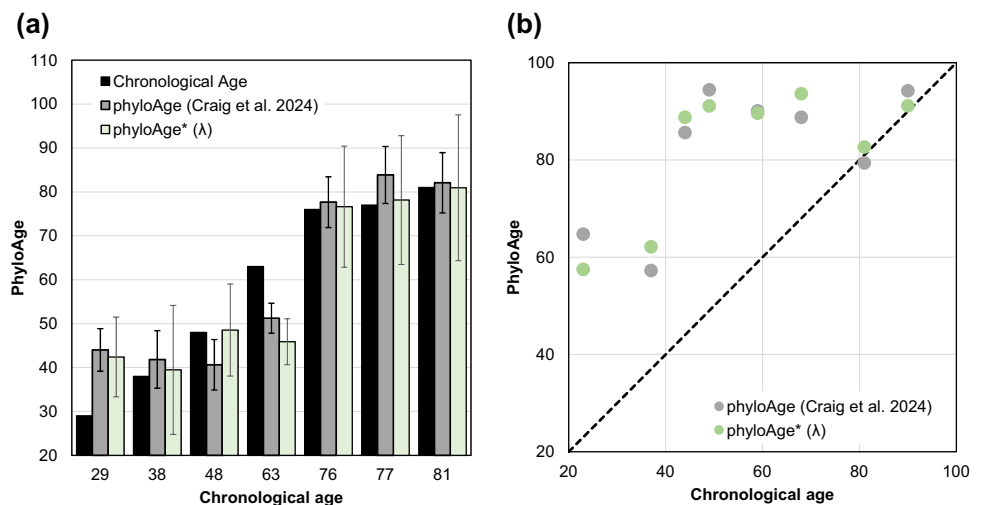 (a)
110
100
90
80
70
60
50
40
30
20
PhyloAge
Chronological Age
phyloAge (Craig et al. 2024)
phyloAge* (λ)
29 38 48 63 76 77 81
Chronological age
(b)
100
80
60
40
20
PhyloAge
phyloAge (Craig et al. 2024)
phyloAge* (λ)
20 40 60 80 100
Chronological age